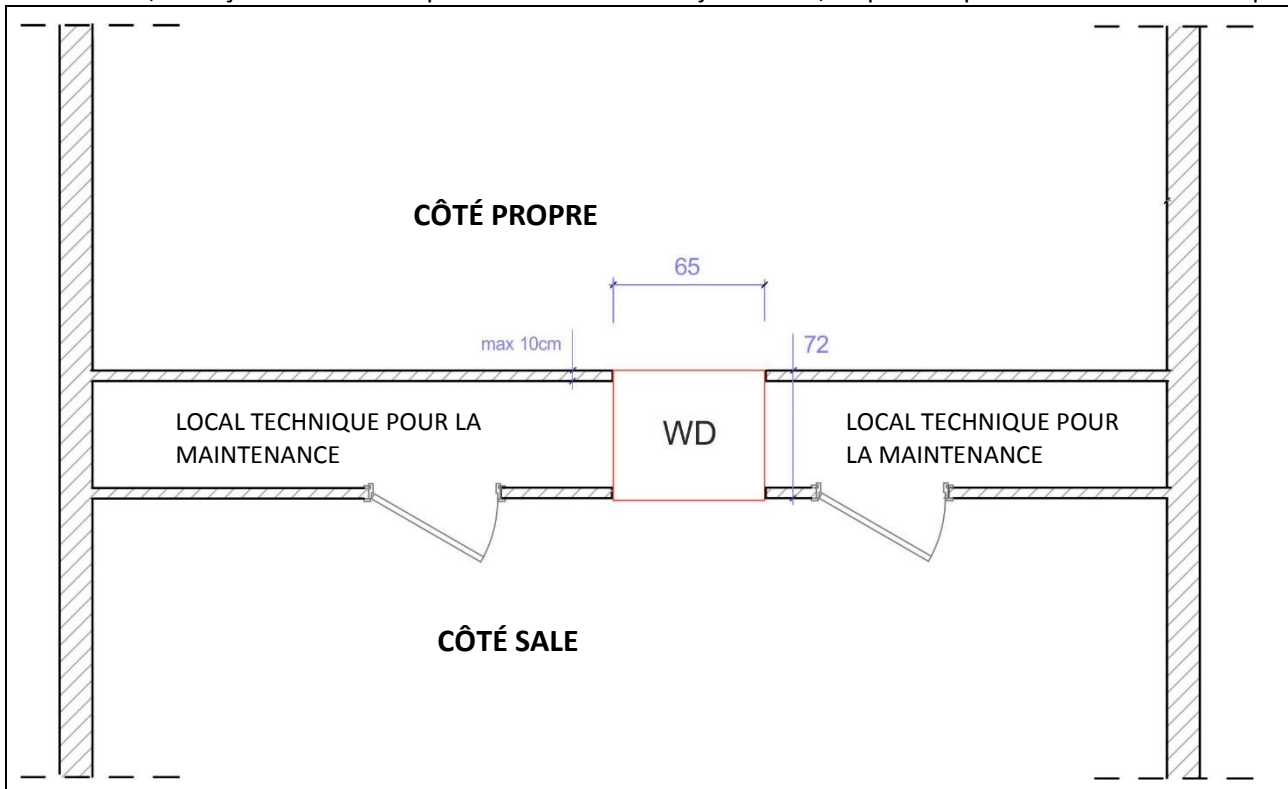 CÔTÉ PROPRE
65
max 10cm
72
LOCAL TECHNIQUE POUR LA
MAINTENANCE
WD
LOCAL TECHNIQUE POUR
LA MAINTENANCE
CÔTÉ SALE